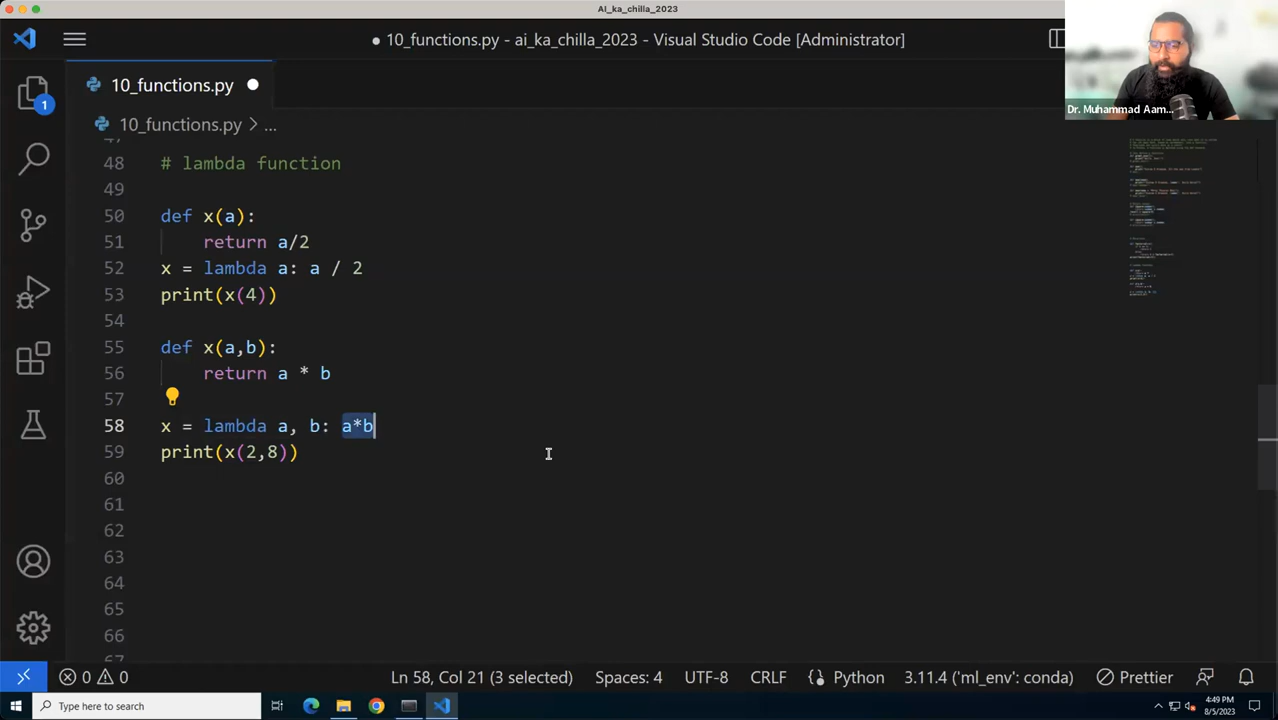 AI_ka_chilla_2023
● 10_functions.py - ai_ka_chilla_2023 - Visual Studio Code [Administrator]
Dr. Muhammad Aam...
1
10_functions.py
10_functions.py > ...
47
48 # lambda function
49
50 def x(a):
51 return a/2
52 x = lambda a: a / 2
53 print(x(4))
54
55 def x(a,b):
56 return a * b
57
58 x = lambda a, b: a*b
59 print(x(2,8))
60
61
62
63
64
65
66
67
0 0 Ln 58, Col 21 (3 selected) Spaces: 4 UTF-8 CRLF Python 3.11.4 ('ml_env': conda) Prettier
Type here to search
4:49 PM
8/5/2023